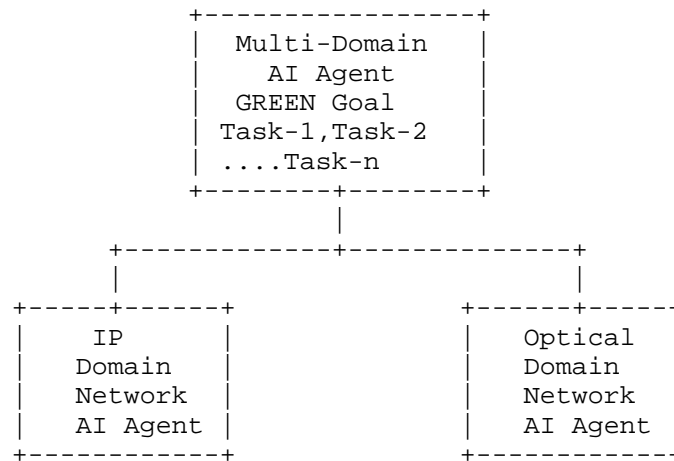 Multi-Domain
AI Agent
GREEN Goal
Task-1,Task-2
....Task-n
IP
Domain
Network
AI Agent
Optical
Domain
Network
AI Agent